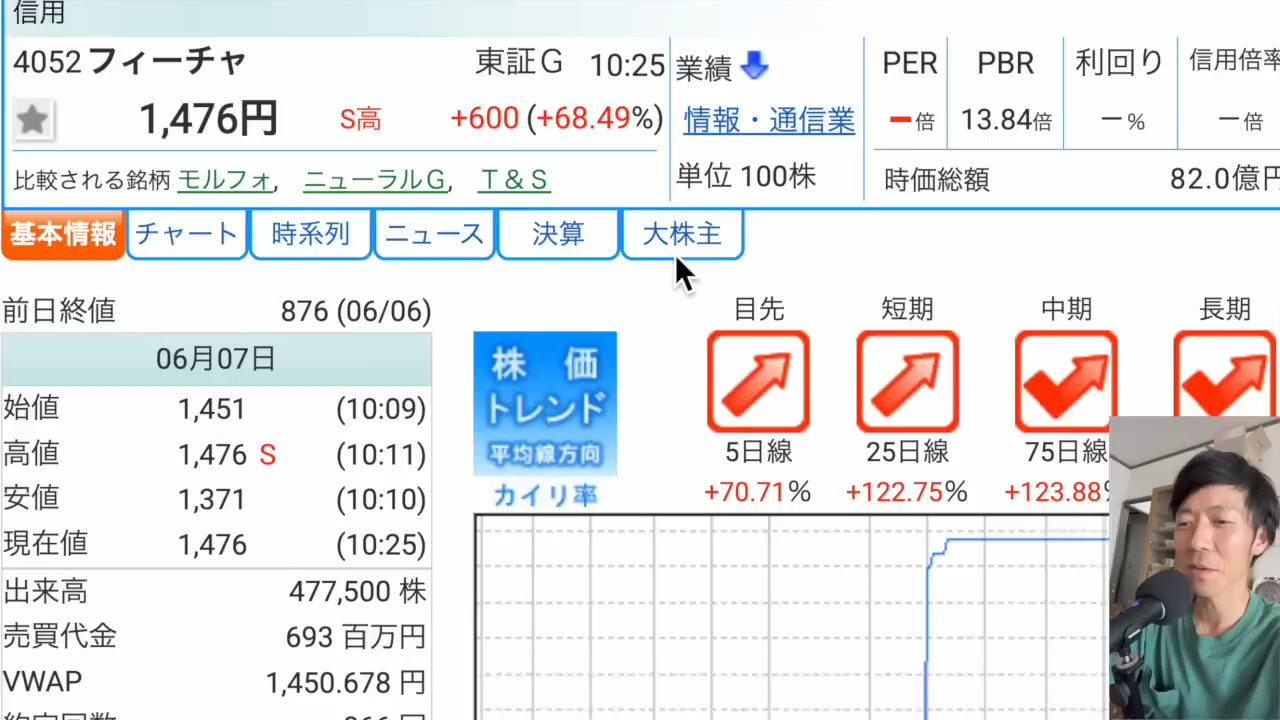 信用
4052 フィーチャ 東証Ｇ 10:25
1,476円 S高 +600 (+68.49%)
比較される銘柄 モルフォ, ニューラルＧ, Ｔ＆Ｓ
業績
情報・通信業
単位 100株
PER PBR 利回り 信用倍率
－倍 13.84倍 －% －倍
時価総額 82.0億円
基本情報 チャート 時系列 ニュース 決算 大株主
前日終値 876 (06/06)
06月07日
始値 1,451 (10:09)
高値 1,476 S (10:11)
安値 1,371 (10:10)
現在値 1,476 (10:25)
出来高 477,500 株
売買代金 693 百万円
VWAP 1,450.678 円
株価
トレンド
平均線方向
カイリ率
目先 短期 中期 長期
5日線 25日線 75日線
+70.71% +122.75% +123.88%